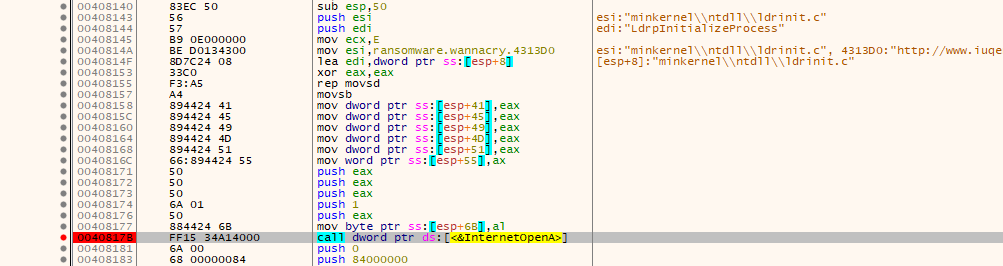 00408140 83EC 50 sub esp,50
00408143 56 push esi esi:"minkernel\\ntdll\\ldrinit.c"
00408144 57 push edi edi:"LdrpInitializeProcess"
00408145 B9 0E000000 mov ecx,E
0040814A BE D0134300 mov esi,ransomware.wannacry.4313D0 esi:"minkernel\\ntdll\\ldrinit.c", 4313D0:"http://www.iuqe
0040814F 8D7C24 08 lea edi,dword ptr ss:[esp+8] [esp+8]:"minkernel\\ntdll\\ldrinit.c"
00408153 33C0 xor eax,eax
00408155 F3:A5 rep movsd
00408157 A4 movsb
00408158 894424 41 mov dword ptr ss:[esp+41],eax
0040815C 894424 45 mov dword ptr ss:[esp+45],eax
00408160 894424 49 mov dword ptr ss:[esp+49],eax
00408164 894424 4D mov dword ptr ss:[esp+4D],eax
00408168 894424 51 mov dword ptr ss:[esp+51],eax
0040816C 66:894424 55 mov word ptr ss:[esp+55],ax
00408171 50 push eax
00408172 50 push eax
00408173 50 push eax
00408174 6A 01 push 1
00408176 50 push eax
00408177 884424 6B mov byte ptr ss:[esp+6B],al
0040817B FF15 34A14000 call dword ptr ds:[<&InternetOpenA>]
00408181 6A 00 push 0
00408183 68 00000084 push 84000000